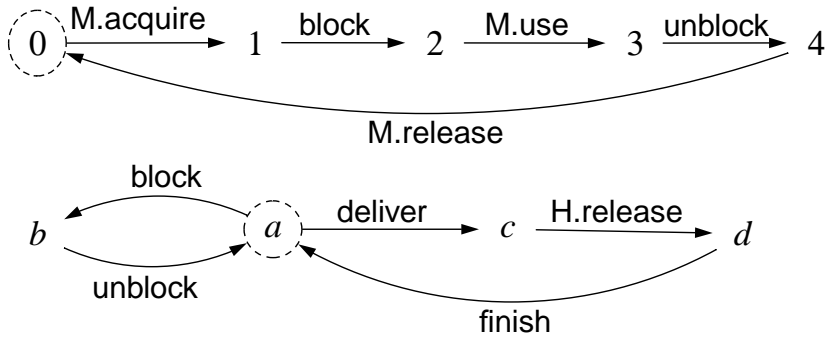 M.acquire block M.use unblock
0 1 2 3 4
M.release
block
deliver H.release
b a c d
unblock
finish